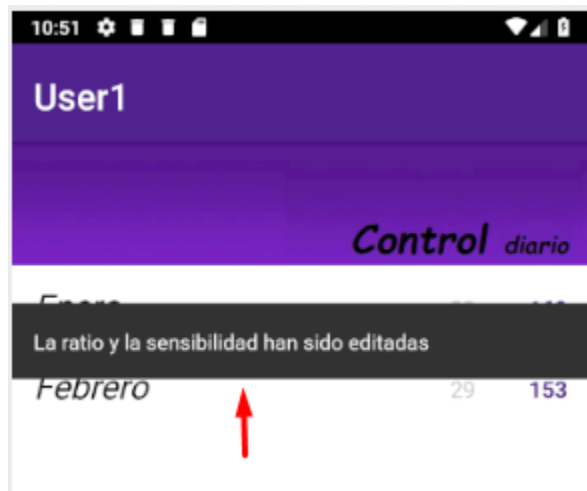 10:51
User1
Control diario
La ratio y la sensibilidad han sido editadas
Febrero 29 153